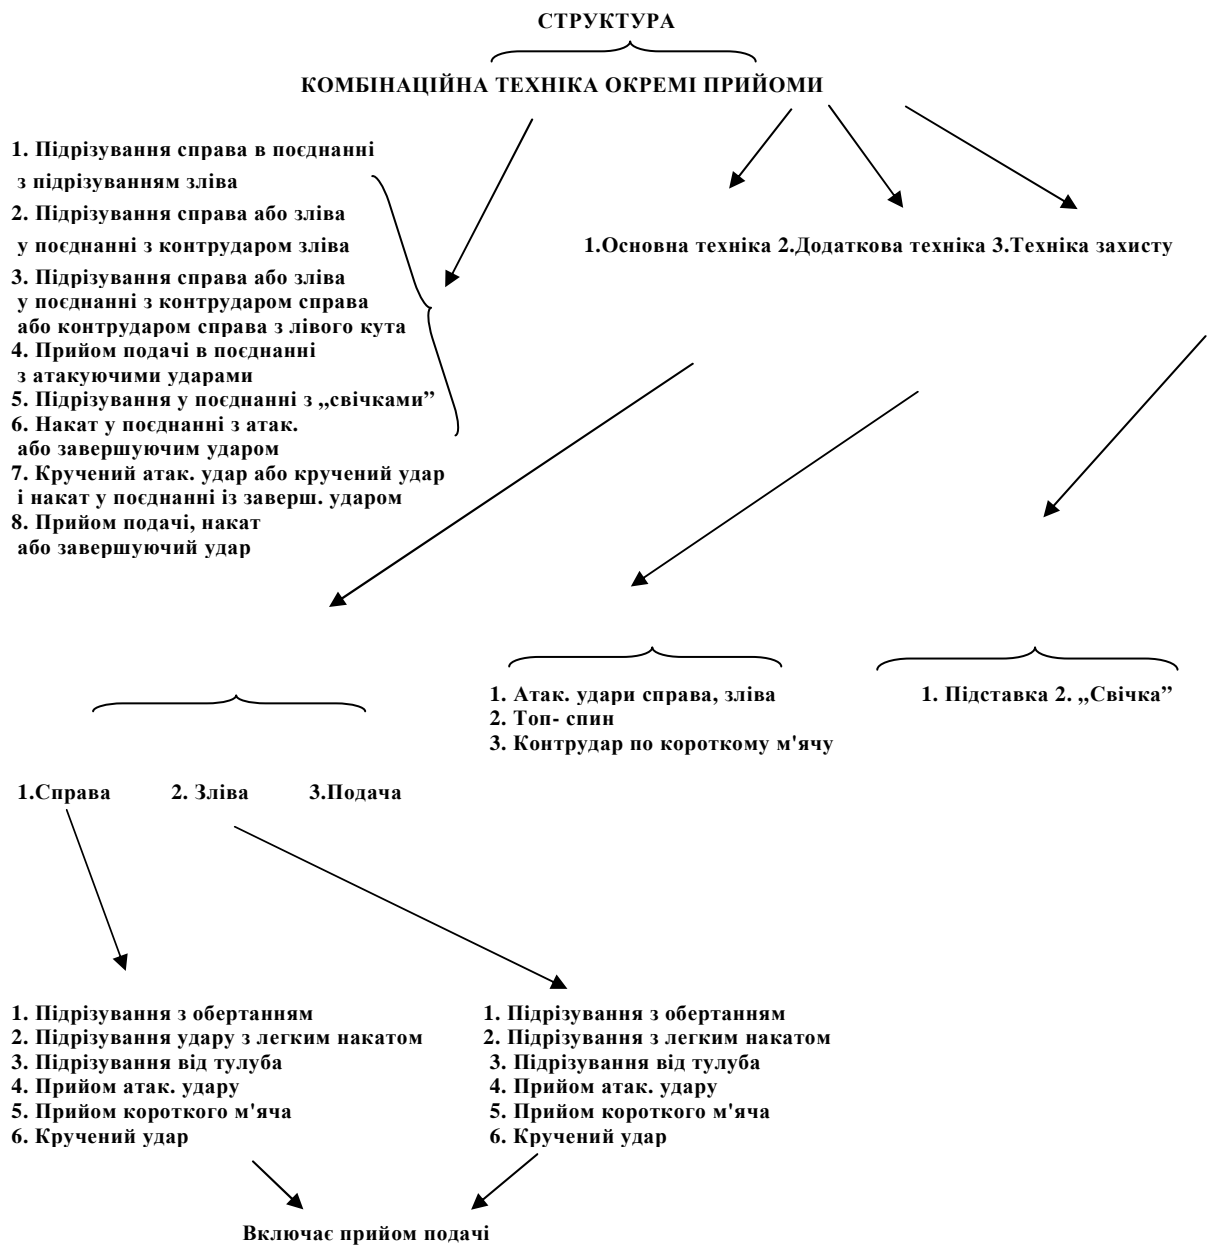 СТРУКТУРА
КОМБІНАЦІЙНА ТЕХНІКА ОКРЕМІ ПРИЙОМИ
1. Підрізування справа в поєднанні
з підрізуванням зліва
2. Підрізування справа або зліва
у поєднанні з контрударом зліва
3. Підрізування справа або зліва
у поєднанні з контрударом справа
або контрударом справа з лівого кута
4. Прийом подачі в поєднанні
з атакуючими ударами
5. Підрізування у поєднанні з „свічками”
6. Накат у поєднанні з атак.
або завершуючим ударом
7. Кручений атак. удар або кручений удар
і накат у поєднанні із заверш. ударом
8. Прийом подачі, накат
або завершуючий удар
1.Основна техніка 2.Додаткова техніка 3.Техніка захисту
1. Атак. удари справа, зліва
2. Топ- спин
3. Контрудар по короткому м'ячу
1. Підставка 2. „Свічка”
1.Справа 2. Зліва 3.Подача
1. Підрізування з обертанням
2. Підрізування удару з легким накатом
3. Підрізування від тулуба
4. Прийом атак. удару
5. Прийом короткого м'яча
6. Кручений удар
1. Підрізування з обертанням
2. Підрізування з легким накатом
3. Підрізування від тулуба
4. Прийом атак. удару
5. Прийом короткого м'яча
6. Кручений удар
Включає прийом подачі